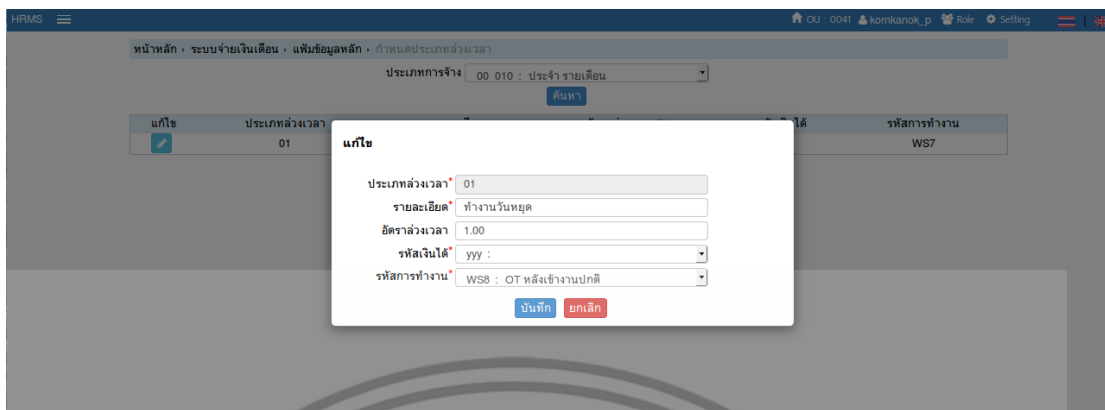 HRMS OU : 0041 kornkanok_p Role Setting |
หน้าหลัก › ระบบจ่ายเงินเดือน › แฟ้มข้อมูลหลัก › กำหนดประเภทล่วงเวลา
ประเภทการจ้าง 00 010 : ประจำ รายเดือน
ค้นหา
แก้ไข ประเภทล่วงเวลา รหัสการทำงาน
01 WS7
แก้ไข
ประเภทล่วงเวลา* 01
รายละเอียด* ทำงานวันหยุด
อัตราล่วงเวลา 1.00
รหัสเงินได้* yyy :
รหัสการทำงาน* WS8 : OT หลังเข้างานปกติ
บันทึก ยกเลิก